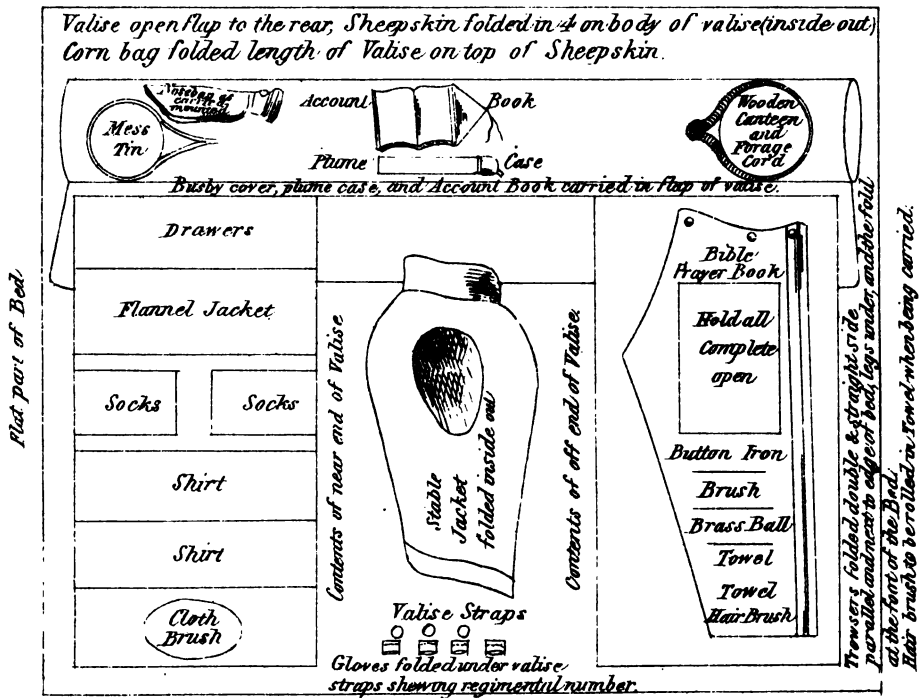 Valise open flap to the rear, Sheepskin folded in 4 on body of valise (inside out)
Corn bag folded length of Valise on top of Sheepskin.
Nosebag as
carried
mounted
Mess
Tin
Account Book
Plume Case
Wooden
Canteen
and
Forage
Cord
Busby cover, plume case, and Account Book carried in flap of valise.
Flat part of Bed
Drawers
Flannel Jacket
Socks
Socks
Shirt
Shirt
Cloth
Brush
Contents of near end of Valise
Stable
Jacket
folded inside out
Valise Straps
Gloves folded under valise
straps shewing regimental number.
Contents of off end of Valise.
Bible
Prayer Book
Hold all
Complete
open
Button Iron
Brush
Brass Ball
Towel
Towel
Hair Brush
Trowsers folded double & straight side
parallel and next to edge of bed, legs under, and the fold
at the foot of the Bed.
Hair brush to be rolled in Towel when being carried.